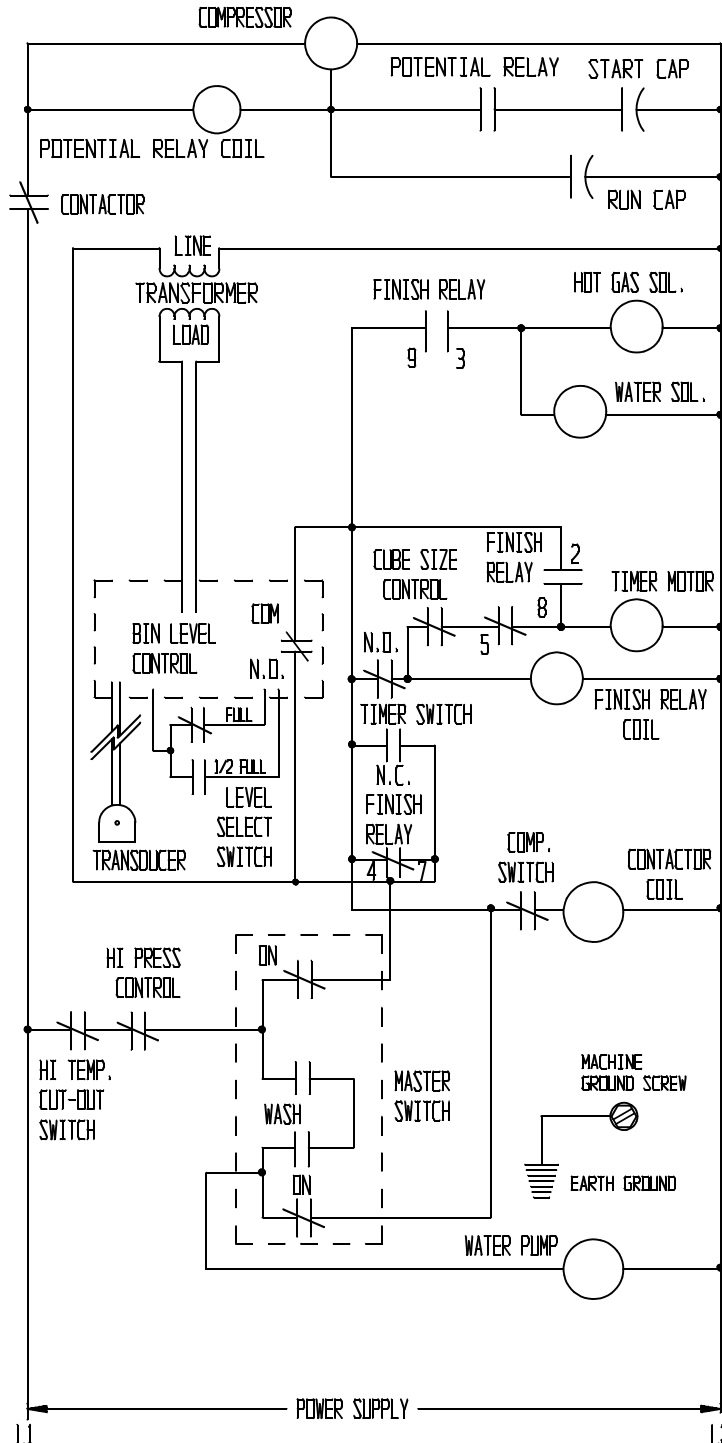 COMPRESSOR
POTENTIAL RELAY
START CAP
POTENTIAL RELAY COIL
RUN CAP
CONTACTOR
LINE
TRANSFORMER
LOAD
FINISH RELAY
HOT GAS SOL.
9 3
WATER SOL.
FINISH
RELAY
2
CUBE SIZE
CONTROL
TIMER MOTOR
COM
8
BIN LEVEL
CONTROL
N.O.
5
N.O.
FINISH RELAY
COIL
TIMER SWITCH
FULL
1/2 FULL
N.C.
FINISH
RELAY
LEVEL
SELECT
SWITCH
TRANSDUCER
4 7
COMP.
SWITCH
CONTACTOR
COIL
HI PRESS
CONTROL
ON
HI TEMP.
CUT-OUT
SWITCH
WASH
MASTER
SWITCH
MACHINE
GROUND SCREW
ON
EARTH GROUND
WATER PUMP
POWER SUPPLY
L1